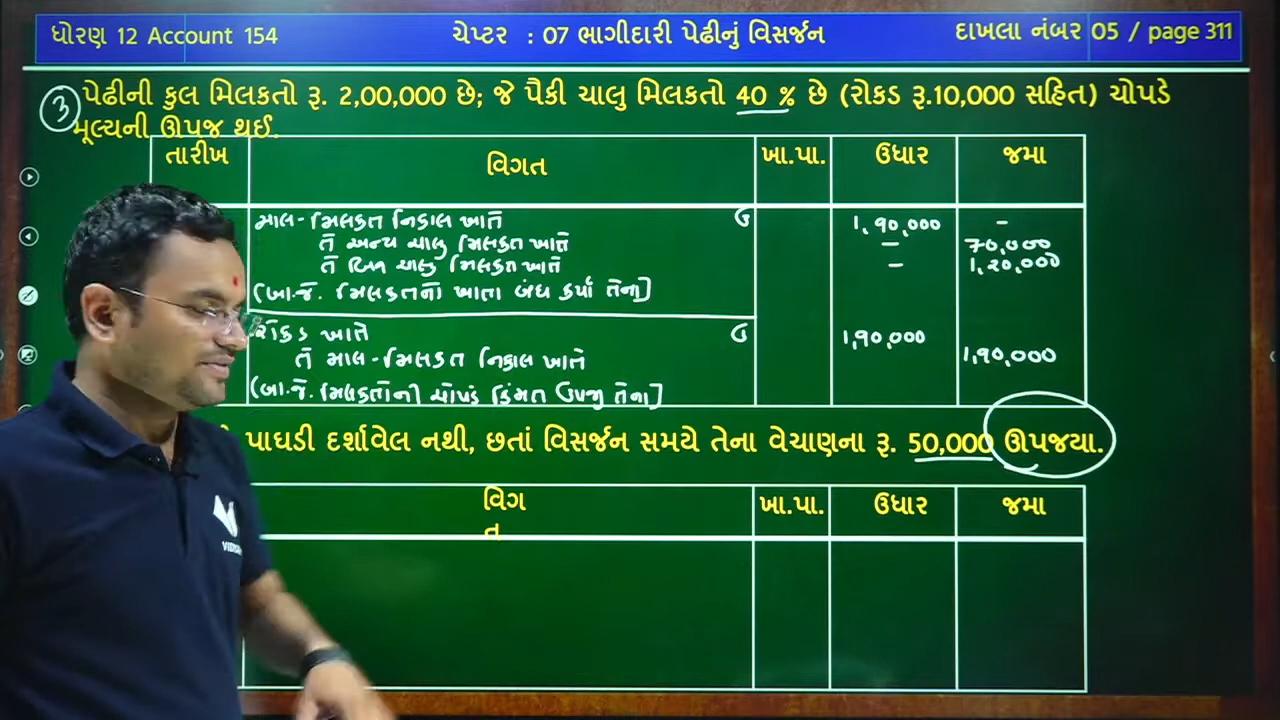 ધોરણ 12 Account 154
ચેપ્ટર : 07 ભાગીદારી પેઢીનું વિસર્જન
દાખલા નંબર 05 / page 311
3 પેઢીની કુલ મિલકતો રૂ. 2,00,000 છે; જે પૈકી ચાલુ મિલકતો 40 % છે (રોકડ રૂ.10,000 સહિત) ચોપડે
મૂલ્યની ઊપજ થઈ.
તારીખ વિગત ખા.પા. ઉધાર જમા
માલ-મિલકત નિકાલ ખાતે ઉ 1,90,000 -
તે અન્ય ચાલુ મિલકત ખાતે - 70,000
તે બિન ચાલુ મિલકત ખાતે - 1,20,000
(બા.જે. મિલકતના ખાતા બંધ કર્યા તેના)
રોકડ ખાતે ઉ 1,90,000
તે માલ-મિલકત નિકાલ ખાતે 1,90,000
(બા.જે. મિલકતોની ચોપડે કિંમત ઉપજી તેના)
પાઘડી દર્શાવેલ નથી, છતાં વિસર્જન સમયે તેના વેચાણના રૂ. 50,000 ઊપજયા.
વિગ
ત
ખા.પા. ઉધાર જમા